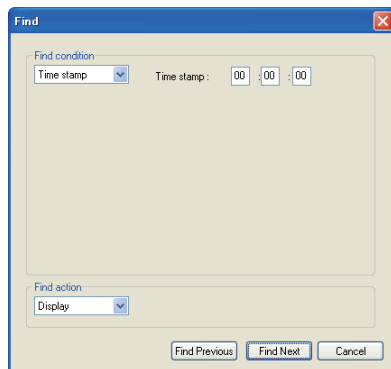 Find
Find condition
Time stamp Time stamp : 00 : 00 : 00
Find action
Display
Find Previous Find Next Cancel